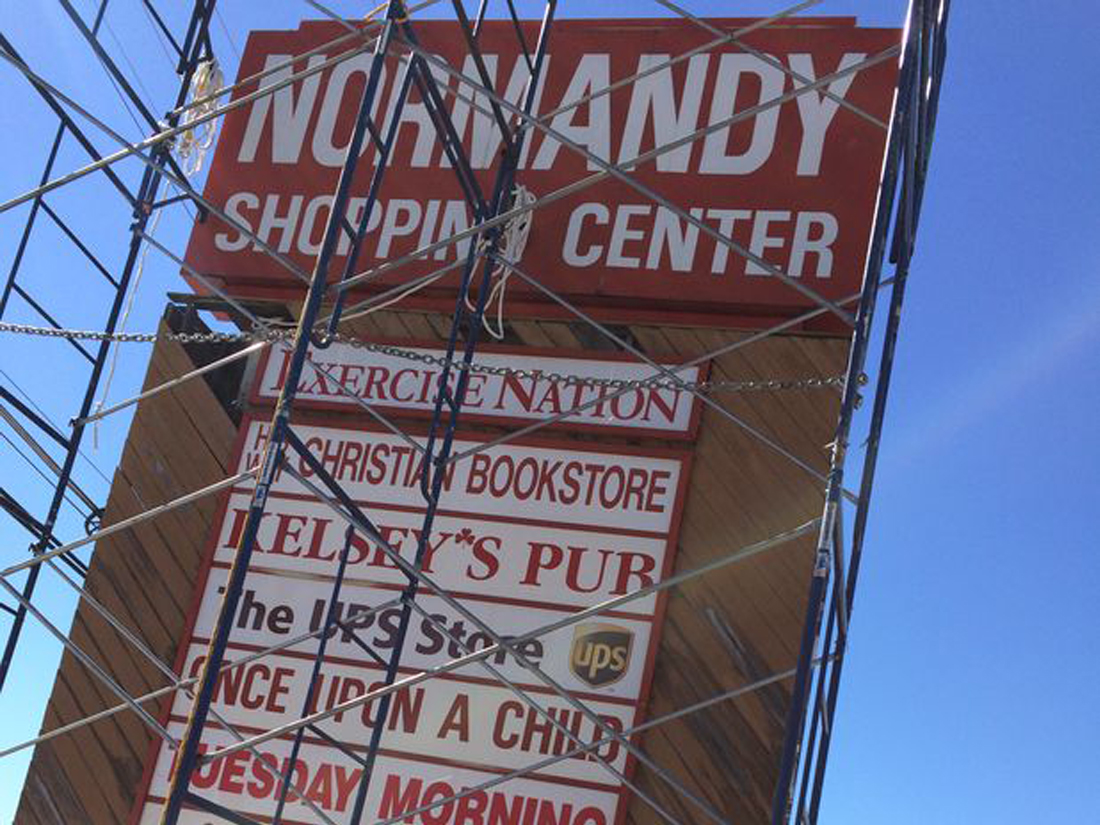 NORMANDY
SHOPPING CENTER
EXERCISE NATION
CHRISTIAN BOOKSTORE
KELSEY'S PUB
The UPS Store
ups
ONCE UPON A CHILD
TUESDAY MORNING